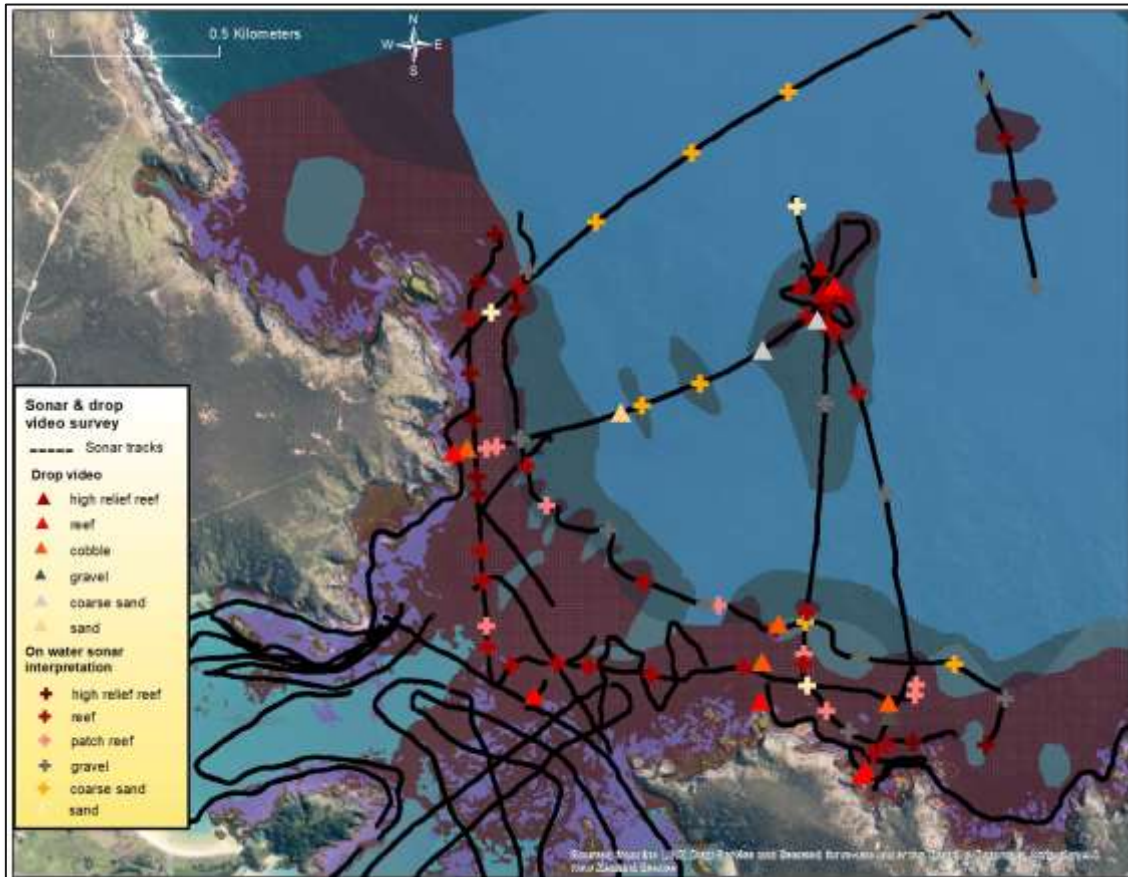 N
W E
S
0 0.5 Kilometers
Sonar & drop
video survey
Sonar tracks
Drop video
high relief reef
reef
cobble
gravel
coarse sand
sand
On water sonar
interpretation
high relief reef
reef
patch reef
gravel
coarse sand
sand